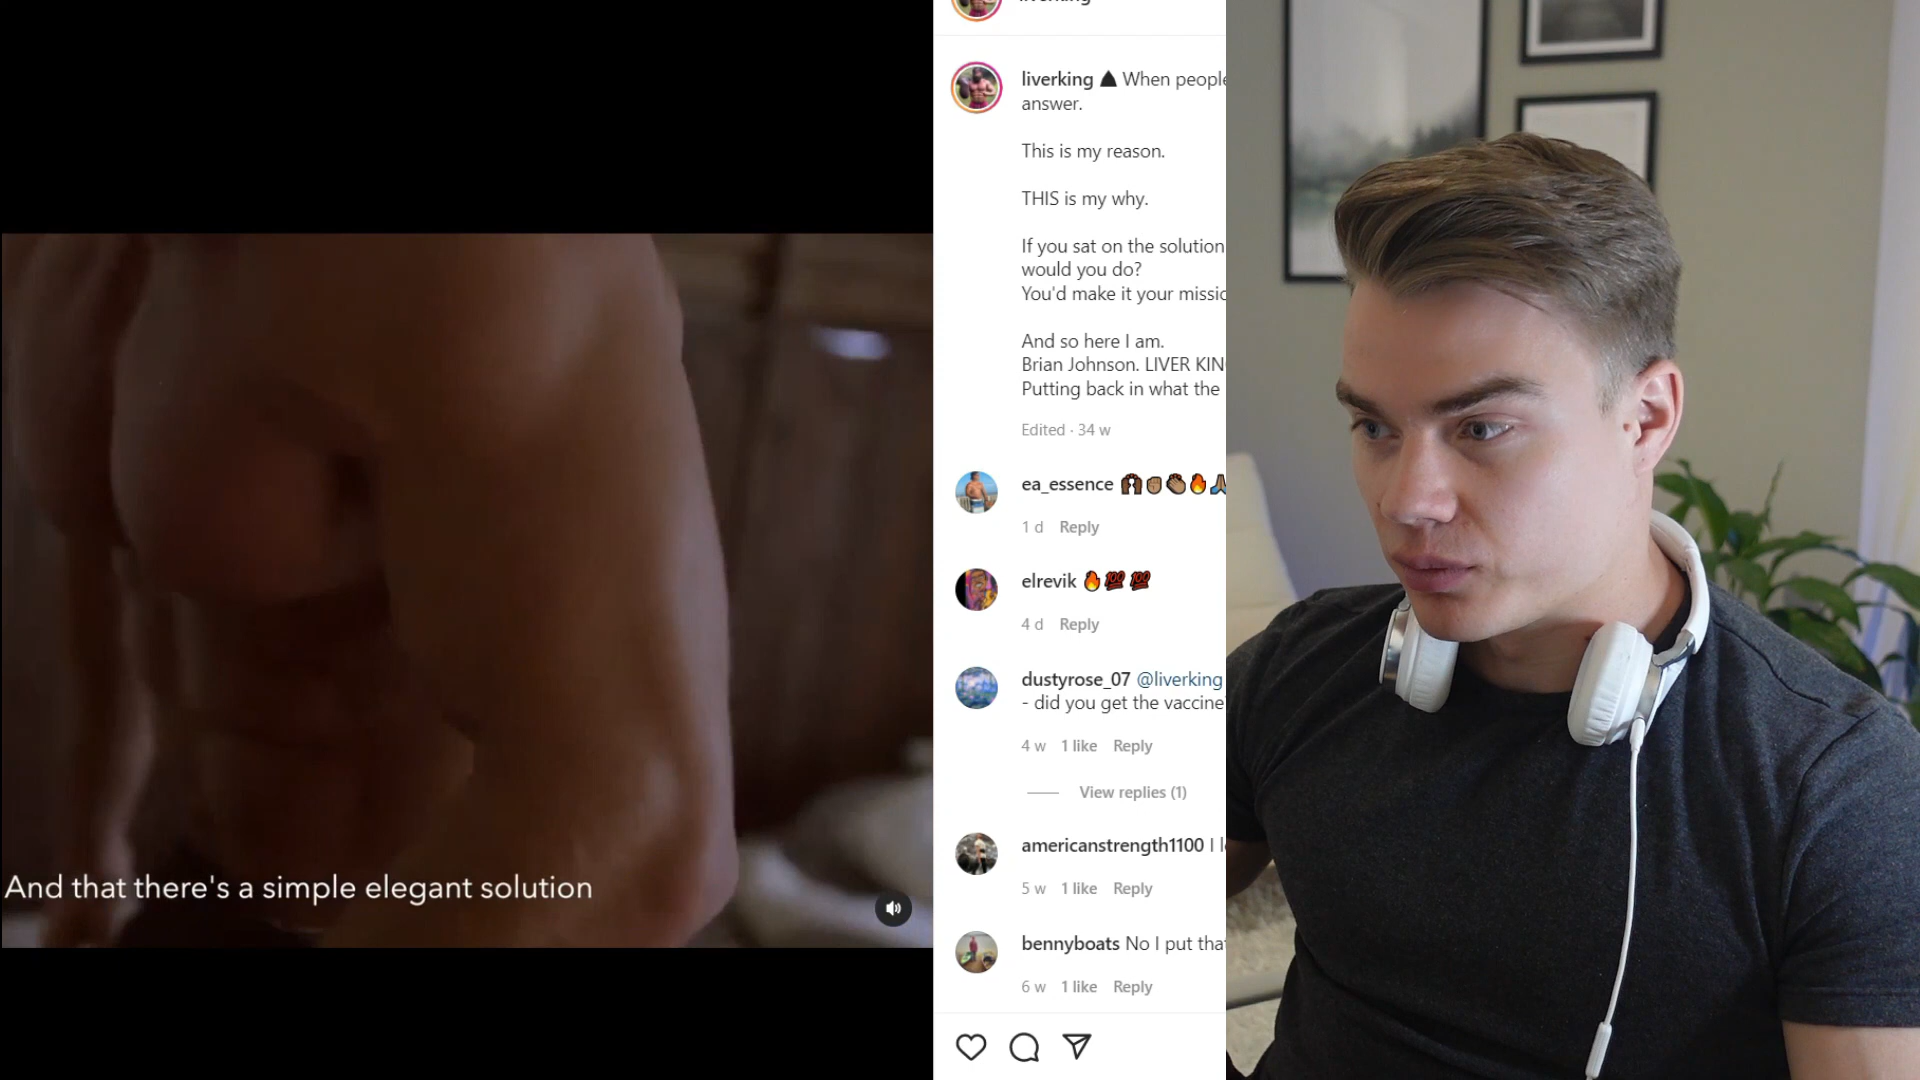 liverking
liverking When people
answer.
This is my reason.
THIS is my why.
If you sat on the solution
would you do?
You'd make it your missio
And so here I am.
Brian Johnson. LIVER KIN
Putting back in what the
Edited · 34 w
ea_essence
1 d Reply
elrevik 🔥💯💯
4 d Reply
dustyrose_07 @liverking
- did you get the vaccine
4 w 1 like Reply
View replies (1)
americanstrength1100 I l
5 w 1 like Reply
bennyboats No I put tha
6 w 1 like Reply
And that there's a simple elegant solution